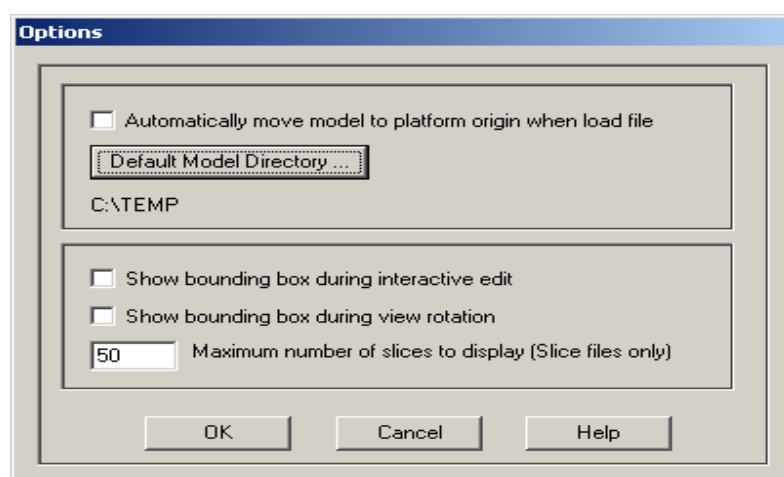 Options
Automatically move model to platform origin when load file
Default Model Directory ...
C:\TEMP
Show bounding box during interactive edit
Show bounding box during view rotation
50 Maximum number of slices to display (Slice files only)
OK Cancel Help